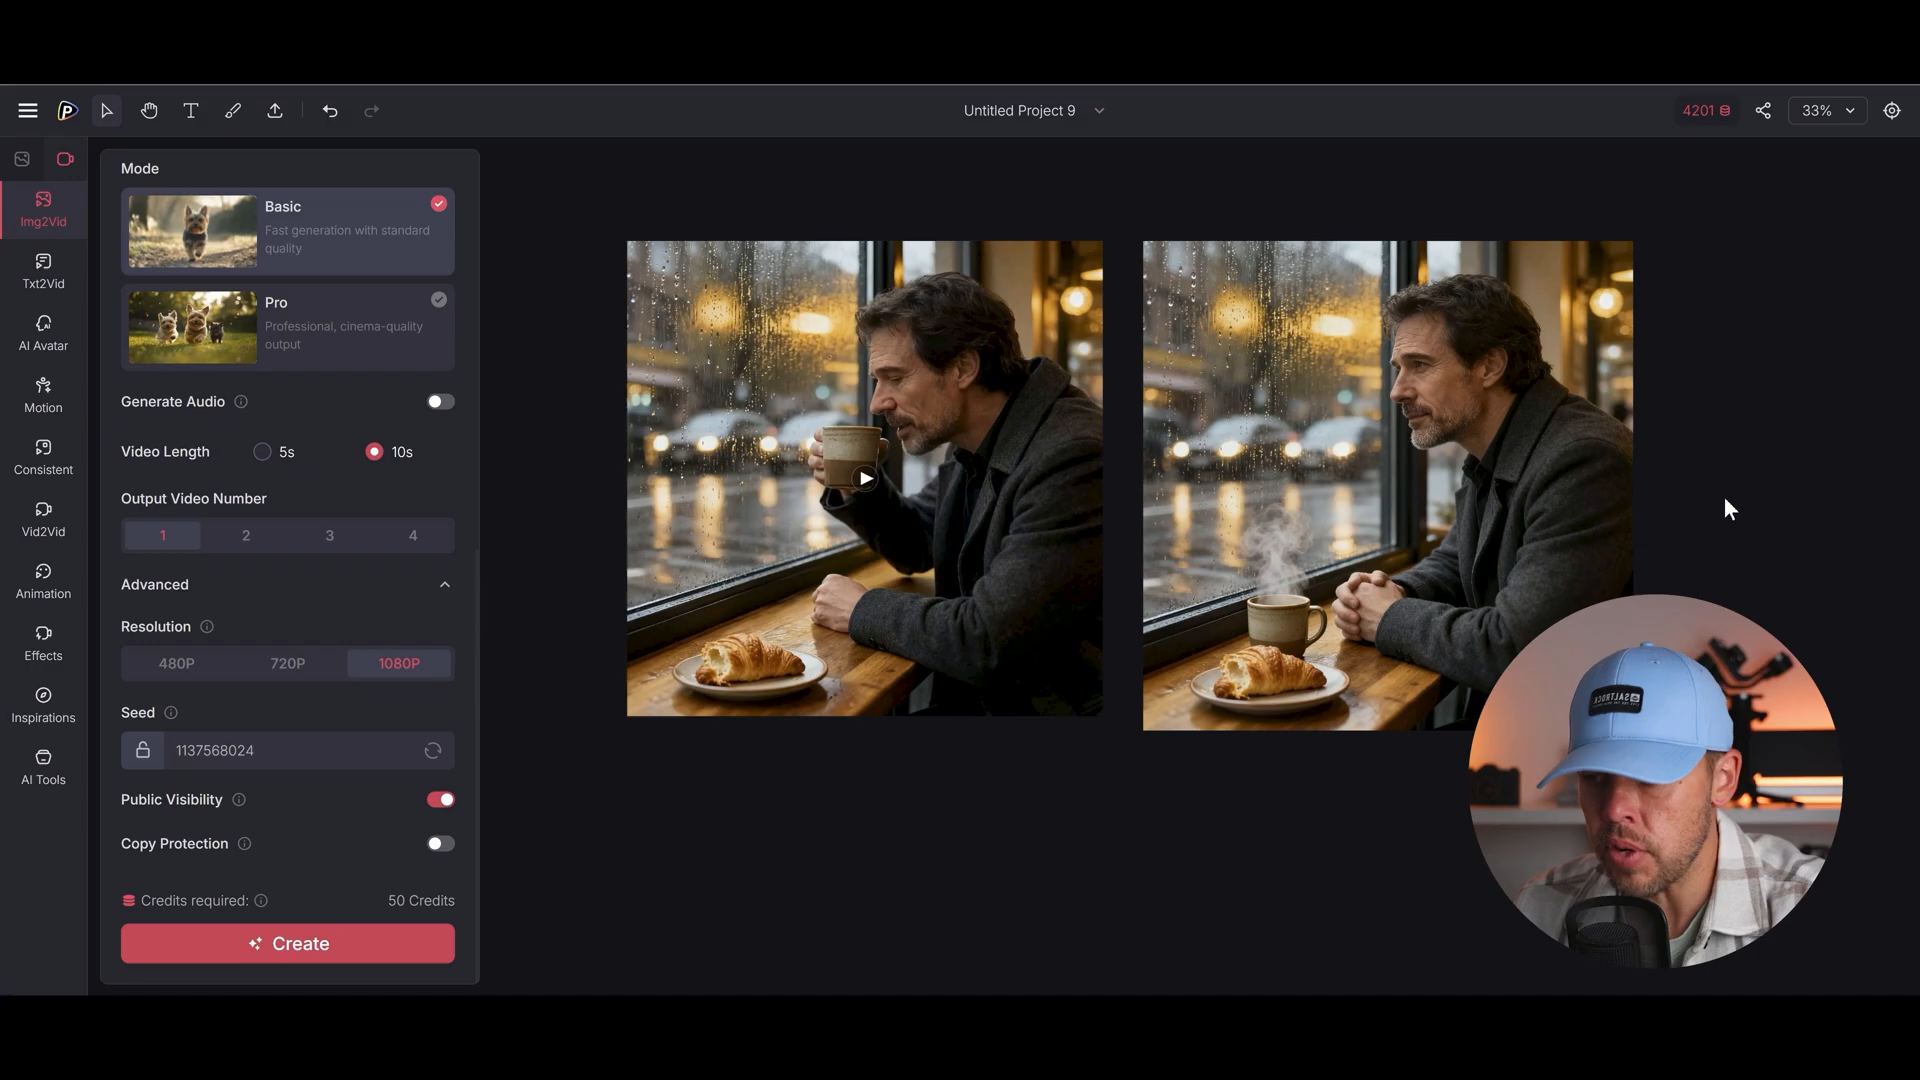 Untitled Project 9
4201
33%
Img2Vid
Txt2Vid
AI Avatar
Motion
Consistent
Vid2Vid
Animation
Effects
Inspirations
AI Tools
Mode
Basic
Fast generation with standard
quality
Pro
Professional, cinema-quality
output
Generate Audio
Video Length
5s
10s
Output Video Number
1 2 3 4
Advanced
Resolution
480P 720P 1080P
Seed
1137568024
Public Visibility
Copy Protection
Credits required:
50 Credits
Create
SALTROCK